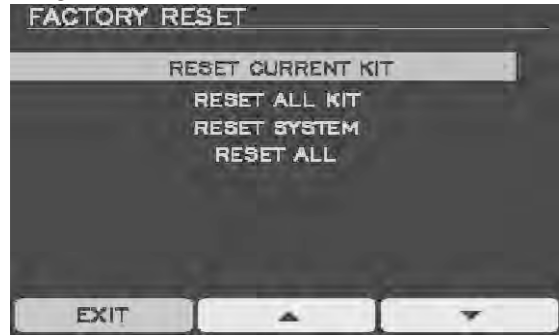 FACTORY RESET
RESET CURRENT KIT
RESET ALL KIT
RESET SYSTEM
RESET ALL
EXIT